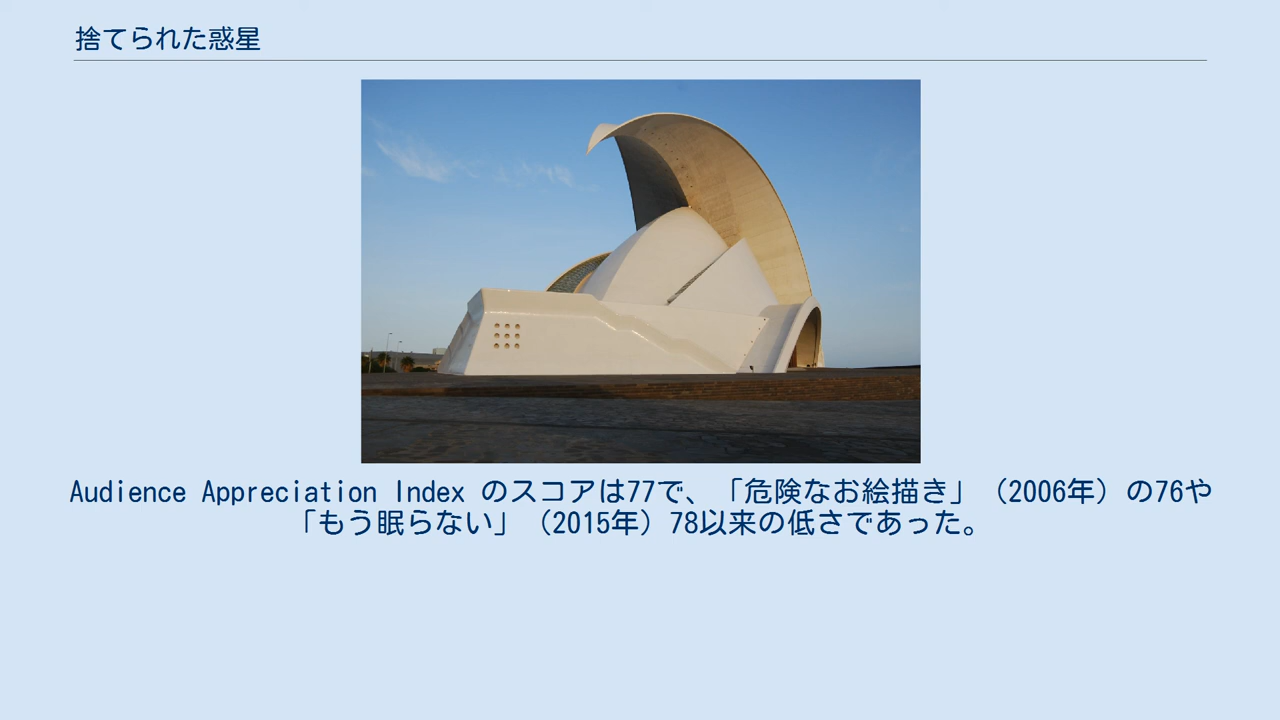 捨てられた惑星
Audience Appreciation Index のスコアは77で、「危険なお絵描き」（2006年）の76や
「もう眠らない」（2015年）78以来の低さであった。